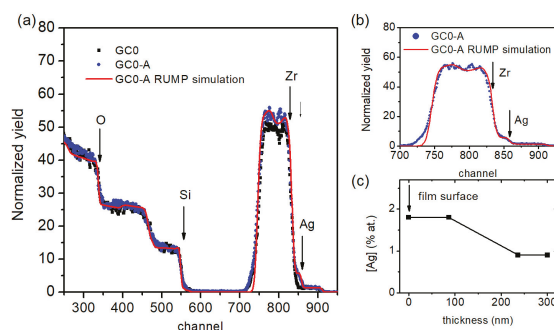 (a)
80
70
60
50
40
30
20
10
0
Normalized yield
GC0
GC0-A
GC0-A RUMP simulation
O
Si
Zr
Ag
300 400 500 600 700 800 900
channel
(b)
80
60
40
20
0
Normalized yield
GC0-A
GC0-A RUMP simulation
Zr
Ag
700 750 800 850 900
channel
(c)
2
1
0
[Ag] (% at.)
film surface
0 100 200 300
thickness (nm)